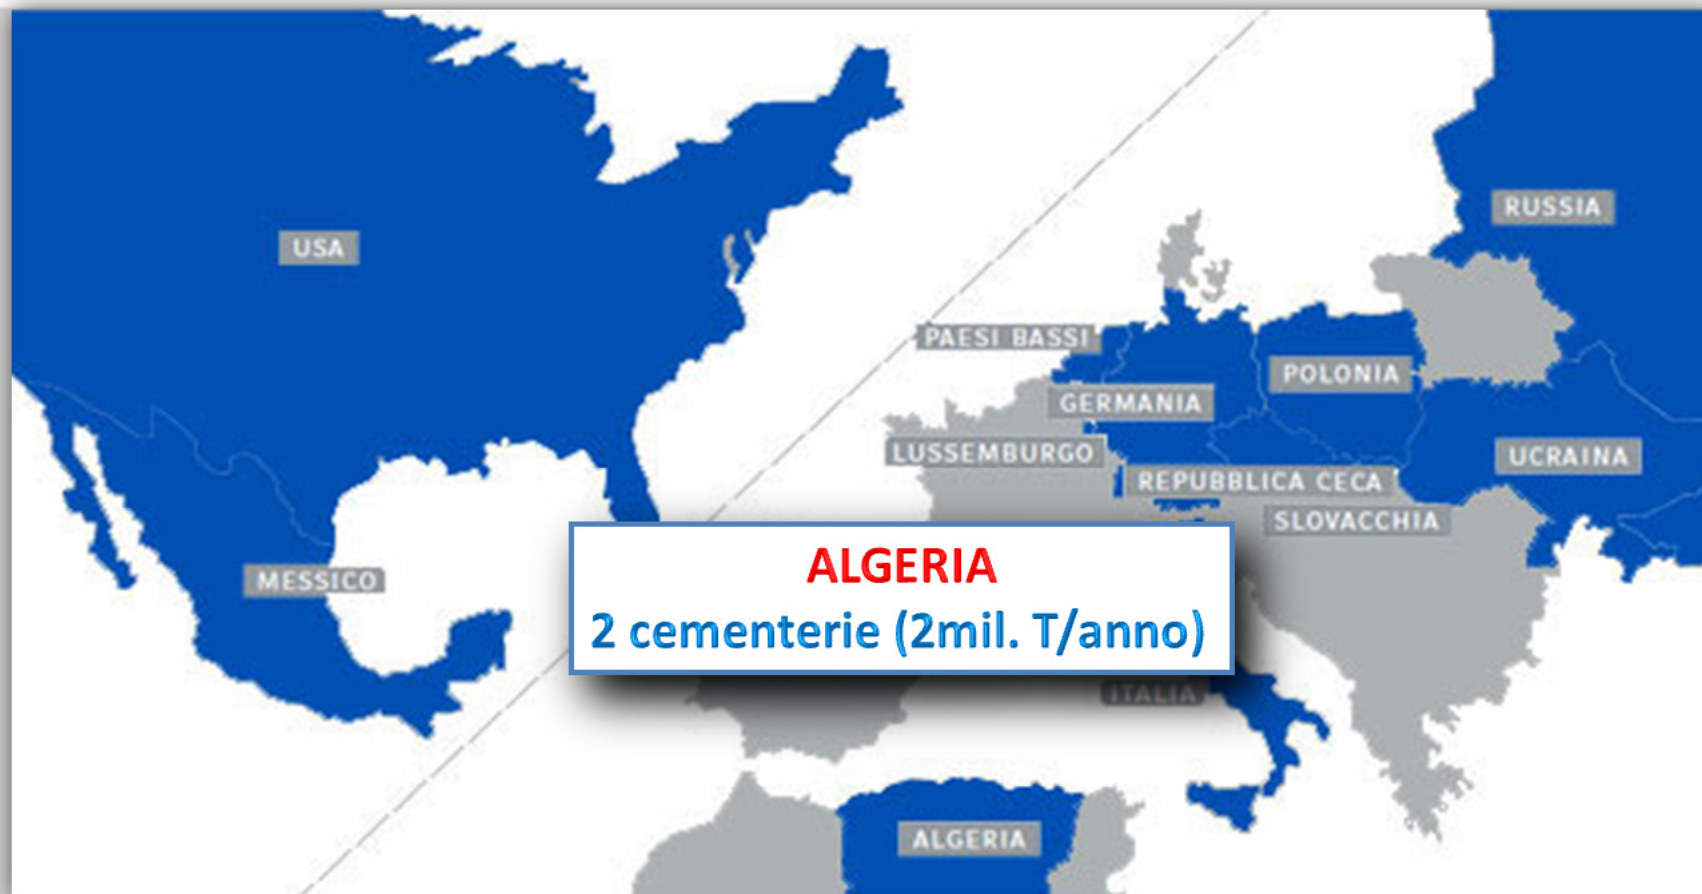 USA
RUSSIA
PAESI BASSI
POLONIA
GERMANIA
LUSSEMBURGO
UCRAINA
REPUBBLICA CECA
SLOVACCHIA
ALGERIA
2 cementerie (2mil. T/anno)
MESSICO
ITALIA
ALGERIA